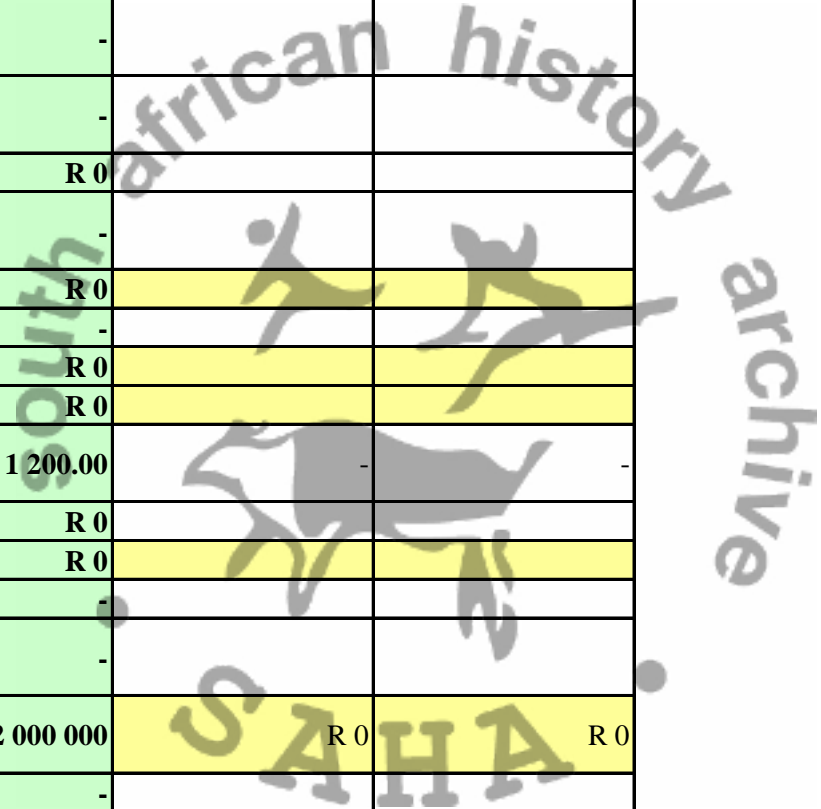 -
-
R 0
-
R 0
-
R 0
R 0
1 200.00 - -
R 0
R 0
-
-
2 000 000 R 0 R 0
-
south african history archive
SAHA